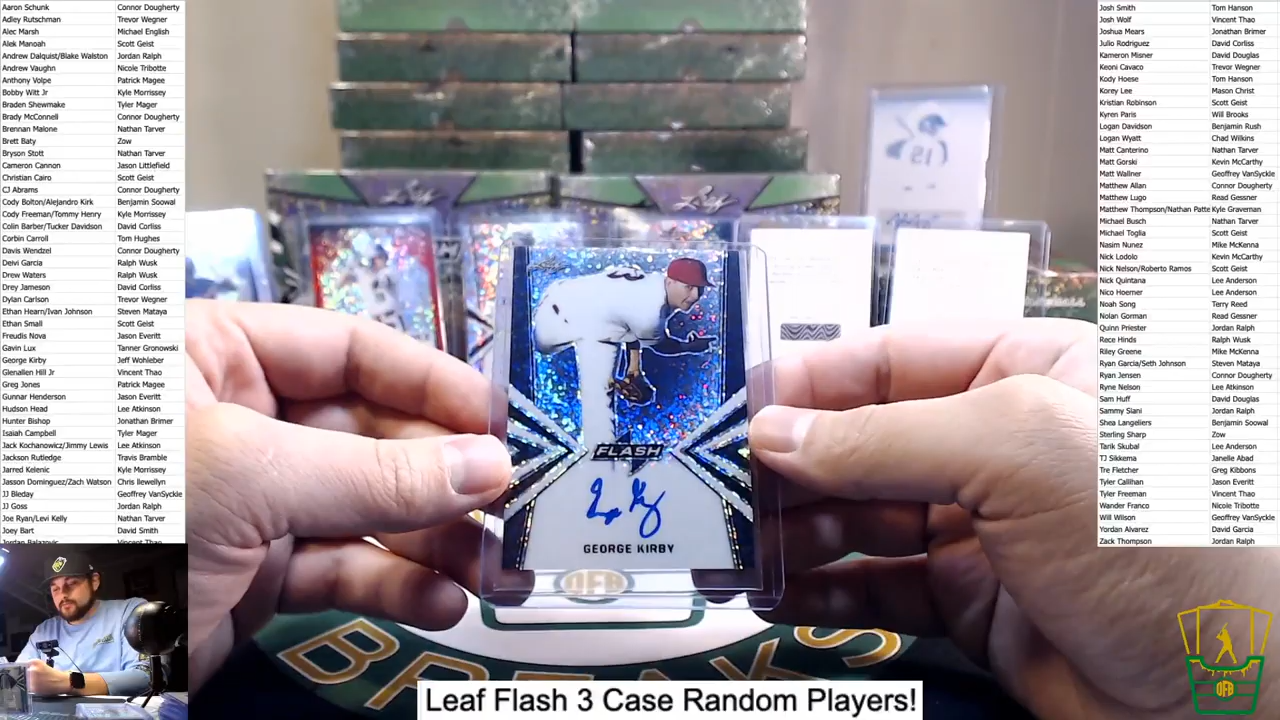 Aaron Schunk Connor Dougherty
Adley Rutschman Trevor Wegner
Alec Marsh Michael English
Alek Manoah Scott Geist
Andrew Dalquist/Blake Walston Jordan Ralph
Andrew Vaughn Nicole Tribotte
Anthony Volpe Patrick Magee
Bobby Witt Jr Kyle Morrissey
Braden Shewmake Tyler Mager
Brady McConnell Connor Dougherty
Brennan Malone Nathan Tarver
Brett Baty Zow
Bryson Stott Nathan Tarver
Cameron Cannon Jason Littlefield
Christian Cairo Scott Geist
CJ Abrams Connor Dougherty
Cody Bolton/Alejandro Kirk Benjamin Soowal
Cody Freeman/Tommy Henry Kyle Morrissey
Colin Barber/Tucker Davidson David Corliss
Corbin Carroll Tom Hughes
Davis Wendzel Connor Dougherty
Deivi Garcia Ralph Wusk
Drew Waters Ralph Wusk
Drey Jameson David Corliss
Dylan Carlson Trevor Wegner
Ethan Hearn/Ivan Johnson Steven Mataya
Ethan Small Scott Geist
Freudis Nova Jason Everitt
Gavin Lux Tanner Gronowski
George Kirby Jeff Wohleber
Glenallen Hill Jr Vincent Thao
Greg Jones Patrick Magee
Gunnar Henderson Jason Everitt
Hudson Head Lee Atkinson
Hunter Bishop Jonathan Brimer
Isaiah Campbell Tyler Mager
Jack Kochanowicz/Jimmy Lewis Lee Atkinson
Jackson Rutledge Travis Bramble
Jarred Kelenic Kyle Morrissey
Jasson Dominguez/Zach Watson Chris llewellyn
JJ Bleday Geoffrey VanSyckle
JJ Goss Jordan Ralph
Joe Ryan/Levi Kelly Nathan Tarver
Joey Bart David Smith
Jordan Balazovic Vincent Thao
Josh Smith Tom Hanson
Josh Wolf Vincent Thao
Joshua Mears Jonathan Brimer
Julio Rodriguez David Corliss
Kameron Misner David Douglas
Keoni Cavaco Trevor Wegner
Kody Hoese Tom Hanson
Korey Lee Mason Christ
Kristian Robinson Scott Geist
Kyren Paris Will Brooks
Logan Davidson Benjamin Rush
Logan Wyatt Chad Wilkins
Matt Canterino Nathan Tarver
Matt Gorski Kevin McCarthy
Matt Wallner Geoffrey VanSyckle
Matthew Allan Connor Dougherty
Matthew Lugo Read Gessner
Matthew Thompson/Nathan Patte Kyle Graveman
Michael Busch Nathan Tarver
Michael Toglia Scott Geist
Nasim Nunez Mike McKenna
Nick Lodolo Kevin McCarthy
Nick Nelson/Roberto Ramos Scott Geist
Nick Quintana Lee Anderson
Nico Hoerner Lee Anderson
Noah Song Terry Reed
Nolan Gorman Read Gessner
Quinn Priester Jordan Ralph
Rece Hinds Ralph Wusk
Riley Greene Mike McKenna
Ryan Garcia/Seth Johnson Steven Mataya
Ryan Jensen Connor Dougherty
Ryne Nelson Lee Atkinson
Sam Huff David Douglas
Sammy Siani Jordan Ralph
Shea Langeliers Benjamin Soowal
Sterling Sharp Zow
Tarik Skubal Lee Anderson
TJ Sikkema Janelle Abad
Tre Fletcher Greg Kibbons
Tyler Callihan Jason Everitt
Tyler Freeman Vincent Thao
Wander Franco Nicole Tribotte
Will Wilson Geoffrey VanSyckle
Yordan Alvarez David Garcia
Zack Thompson Jordan Ralph
Leaf
FLASH
GEORGE KIRBY
OFB
BREAKS
OFB
Leaf Flash 3 Case Random Players!